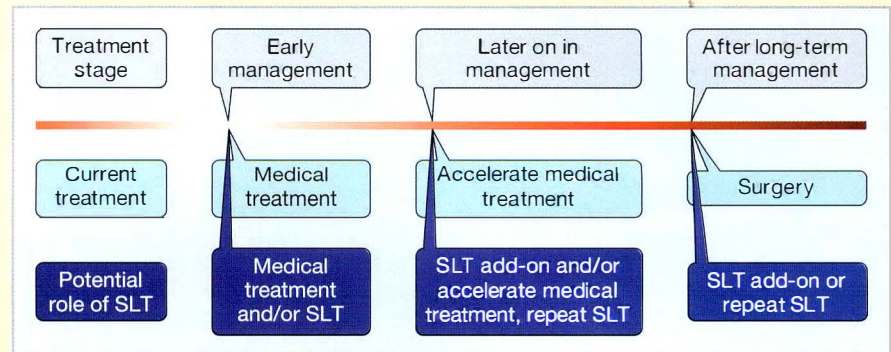 Treatment
stage
Early
management
Later on in
management
After long-term
management
Current
treatment
Medical
treatment
Accelerate medical
treatment
Surgery
Potential
role of SLT
Medical
treatment
and/or SLT
SLT add-on and/or
accelerate medical
treatment, repeat SLT
SLT add-on or
repeat SLT